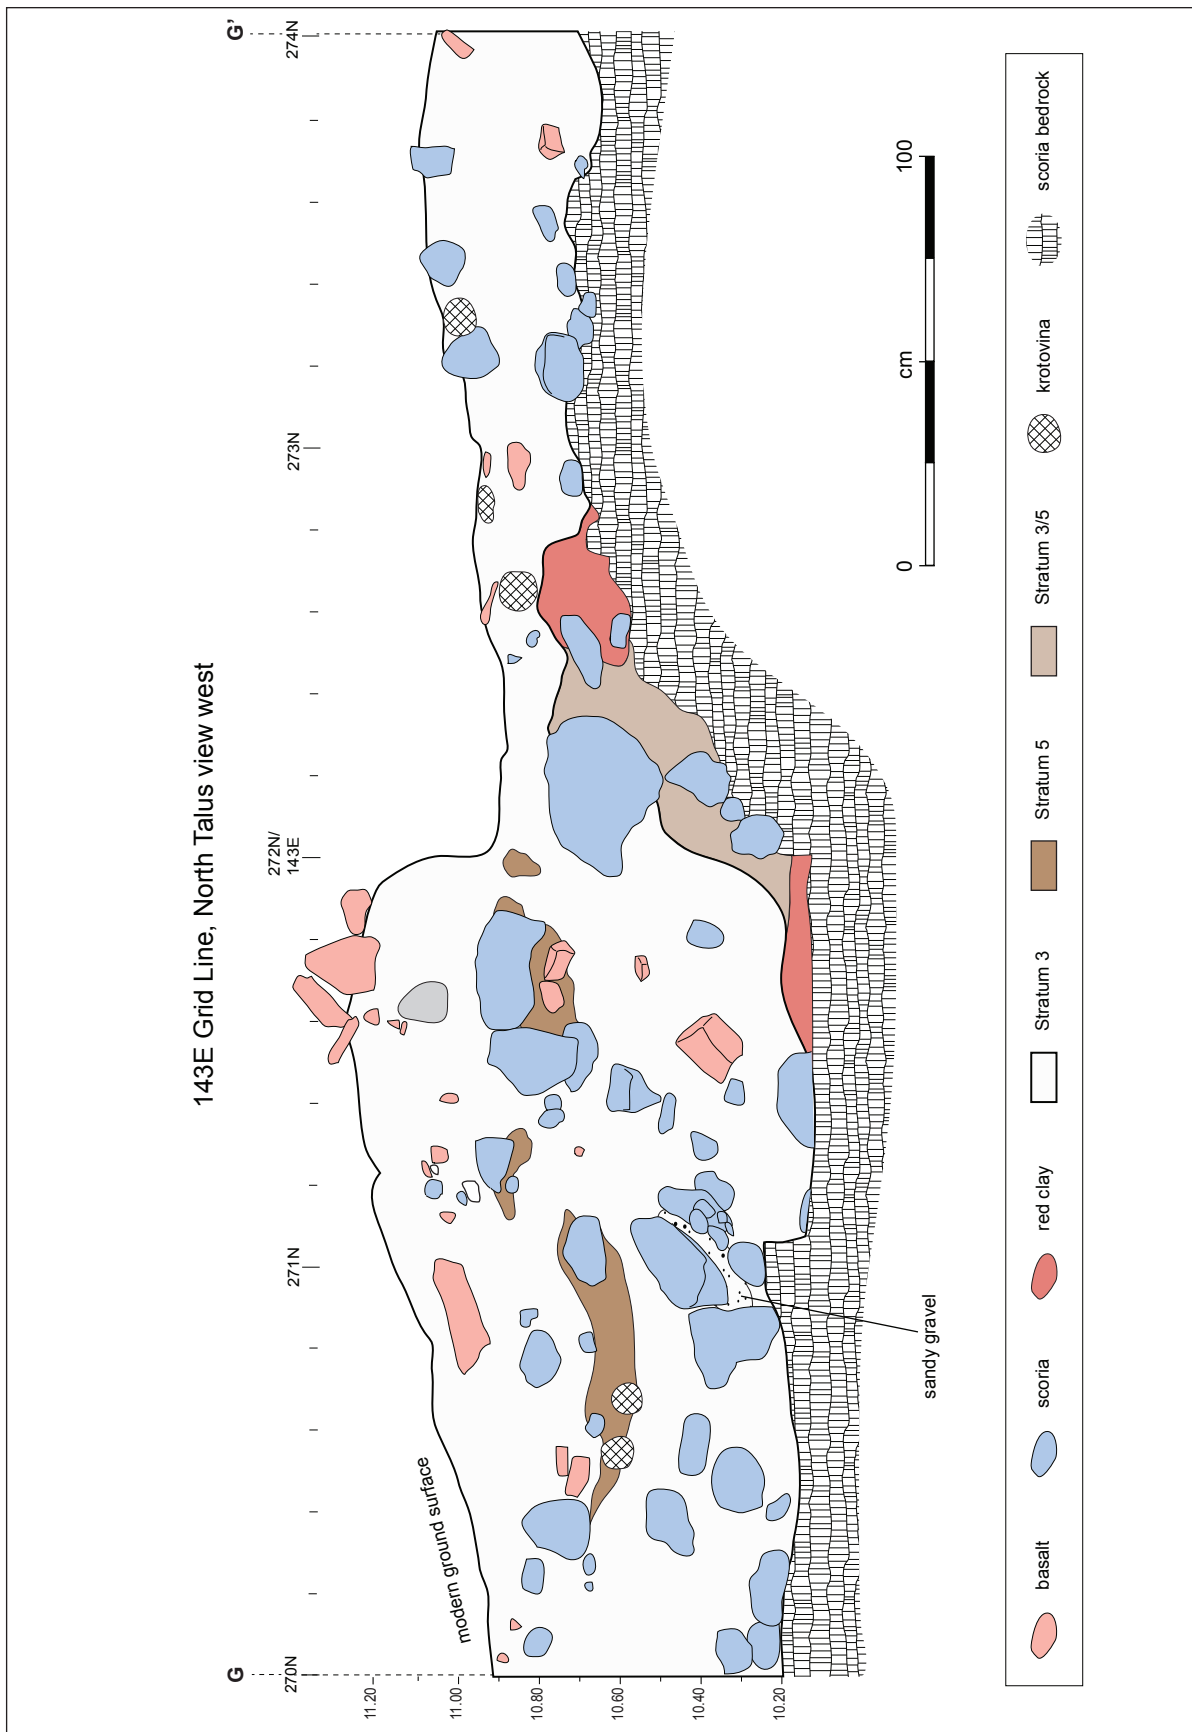 143E Grid Line, North Talus view west
G
G'
270N
271N
272N/
143E
273N
274N
modern ground surface
11.20
11.00
10.80
10.60
10.40
10.20
sandy gravel
0
cm
100
basalt
scoria
red clay
Stratum 3
Stratum 5
Stratum 3/5
krotovina
scoria bedrock